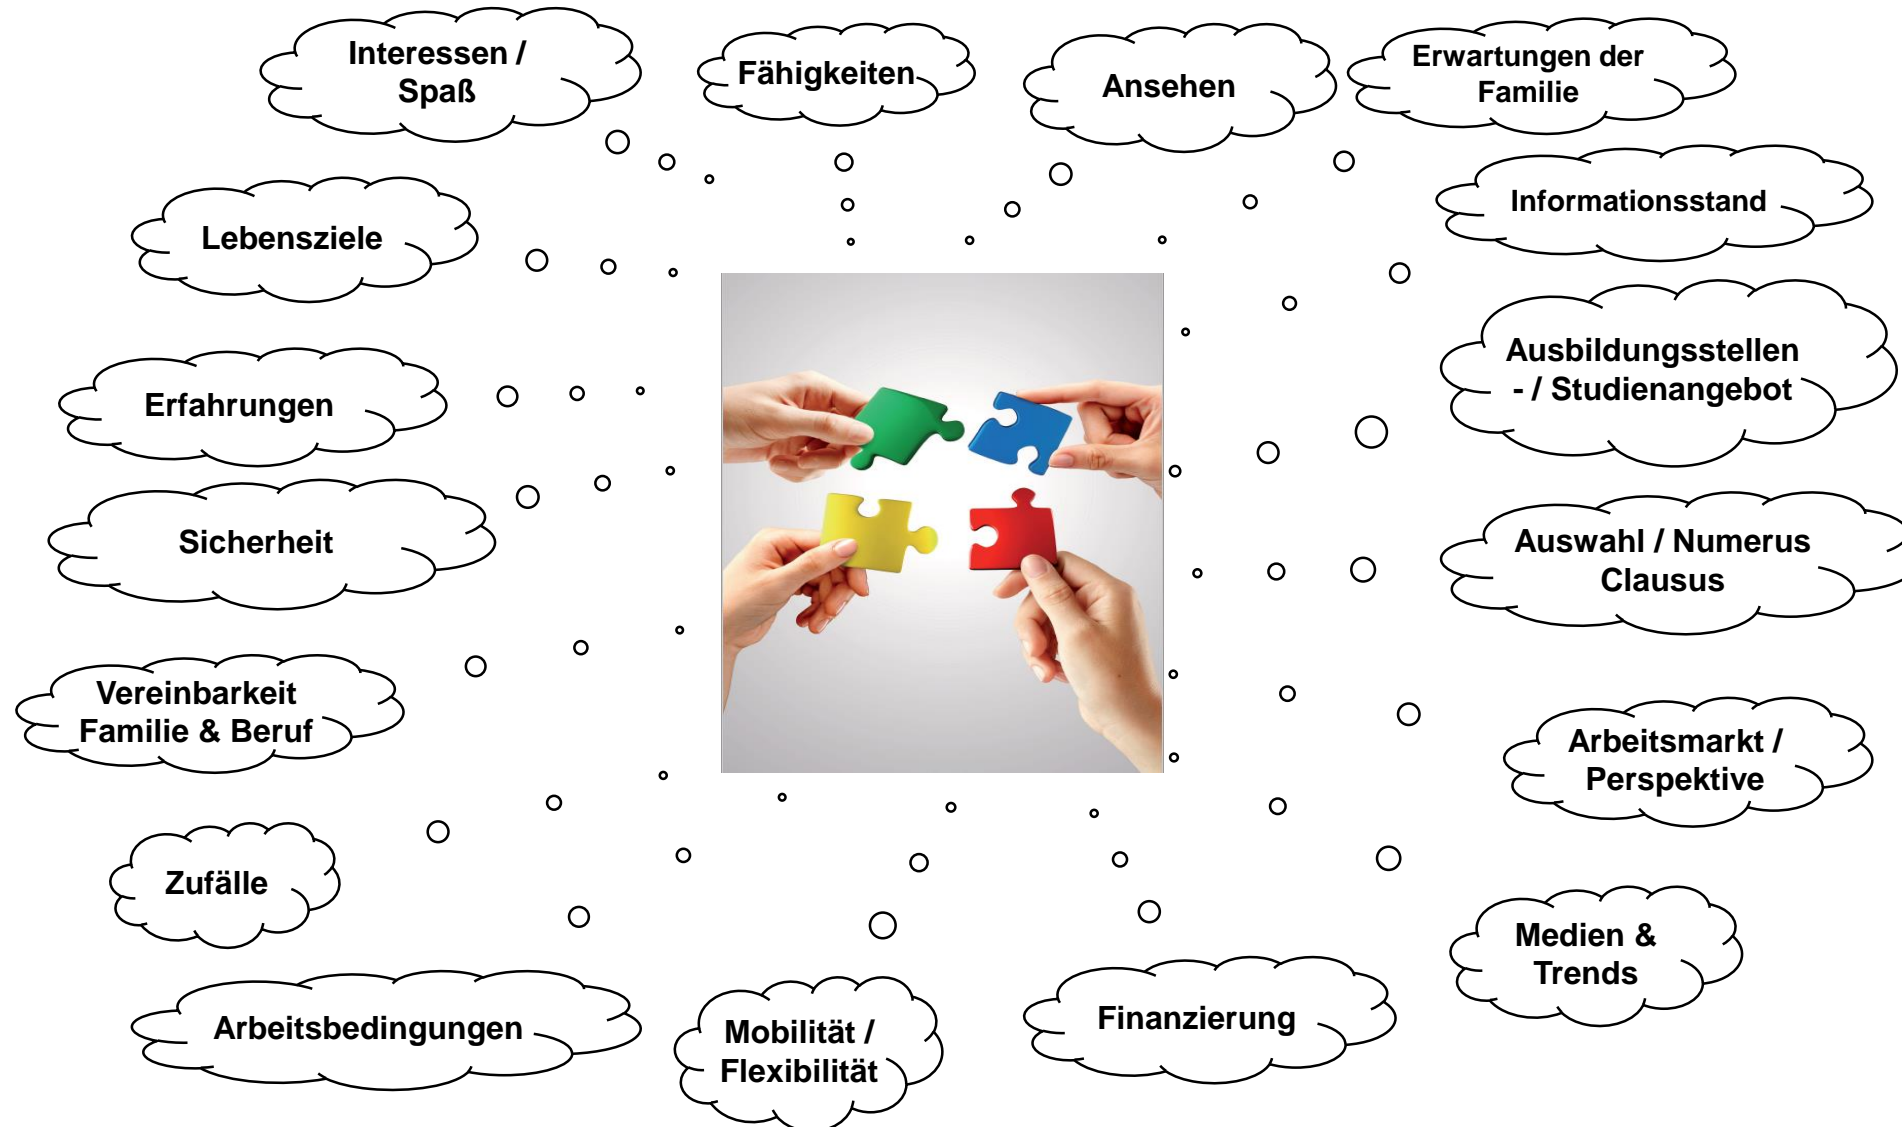 Interessen /
Spaß
Fähigkeiten
Ansehen
Erwartungen der
Familie
Informationsstand
Lebensziele
Ausbildungsstellen
- / Studienangebot
Erfahrungen
Sicherheit
Auswahl / Numerus
Clausus
Vereinbarkeit
Familie & Beruf
Arbeitsmarkt /
Perspektive
Zufälle
Medien &
Trends
Arbeitsbedingungen
Mobilität /
Flexibilität
Finanzierung